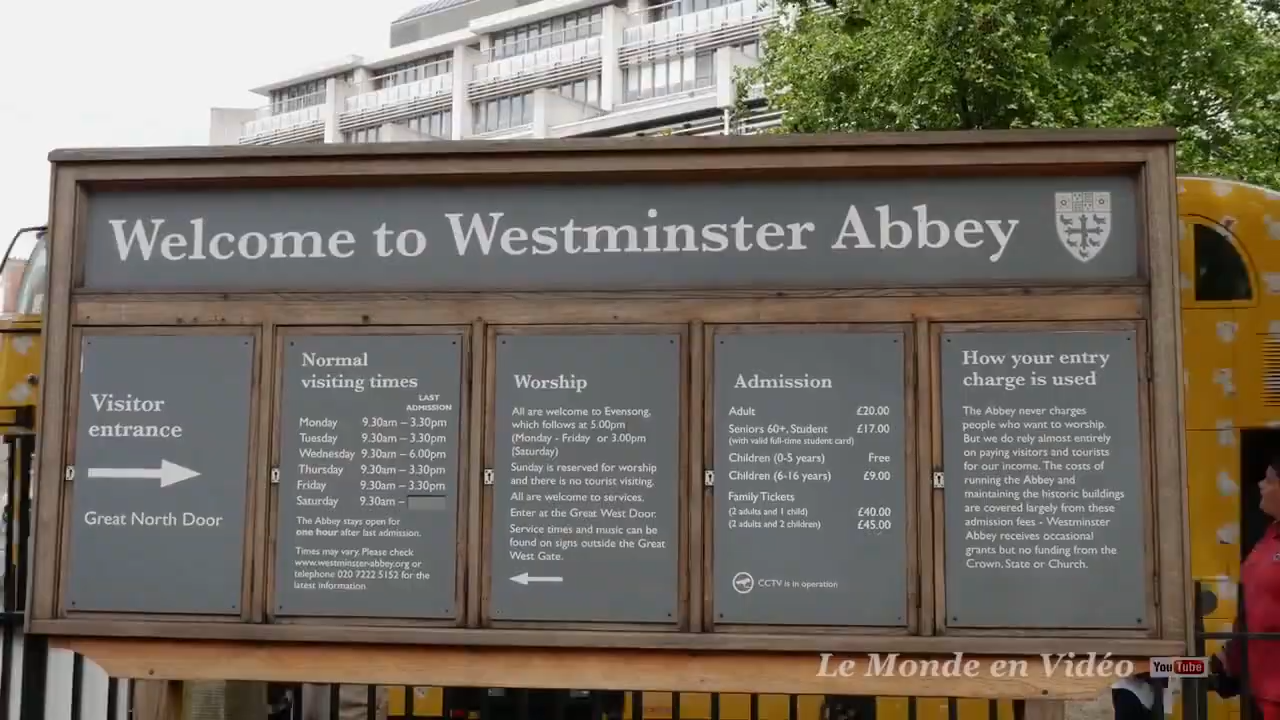 Welcome to Westminster Abbey
Visitor
entrance
Great North Door
Normal
visiting times
LAST
ADMISSION
Monday 9.30am – 3.30pm
Tuesday 9.30am – 3.30pm
Wednesday 9.30am – 6.00pm
Thursday 9.30am – 3.30pm
Friday 9.30am – 3.30pm
Saturday 9.30am –
The Abbey stays open for
one hour after last admission.
Times may vary. Please check
www.westminster-abbey.org or
telephone 020 7222 5152 for the
latest information
Worship
All are welcome to Evensong,
which follows at 5.00pm
(Monday - Friday or 3.00pm
(Saturday)
Sunday is reserved for worship
and there is no tourist visiting.
All are welcome to services.
Enter at the Great West Door.
Service times and music can be
found on signs outside the Great
West Gate.
Admission
Adult £20.00
Seniors 60+, Student £17.00
(with valid full-time student card)
Children (0-5 years) Free
Children (6-16 years) £9.00
Family Tickets
(2 adults and 1 child) £40.00
(2 adults and 2 children) £45.00
CCTV is in operation
How your entry
charge is used
The Abbey never charges
people who want to worship.
But we do rely almost entirely
on paying visitors and tourists
for our income. The costs of
running the Abbey and
maintaining the historic buildings
are covered largely from these
admission fees - Westminster
Abbey receives occasional
grants but no funding from the
Crown, State or Church.
Le Monde en Vidéo YouTube